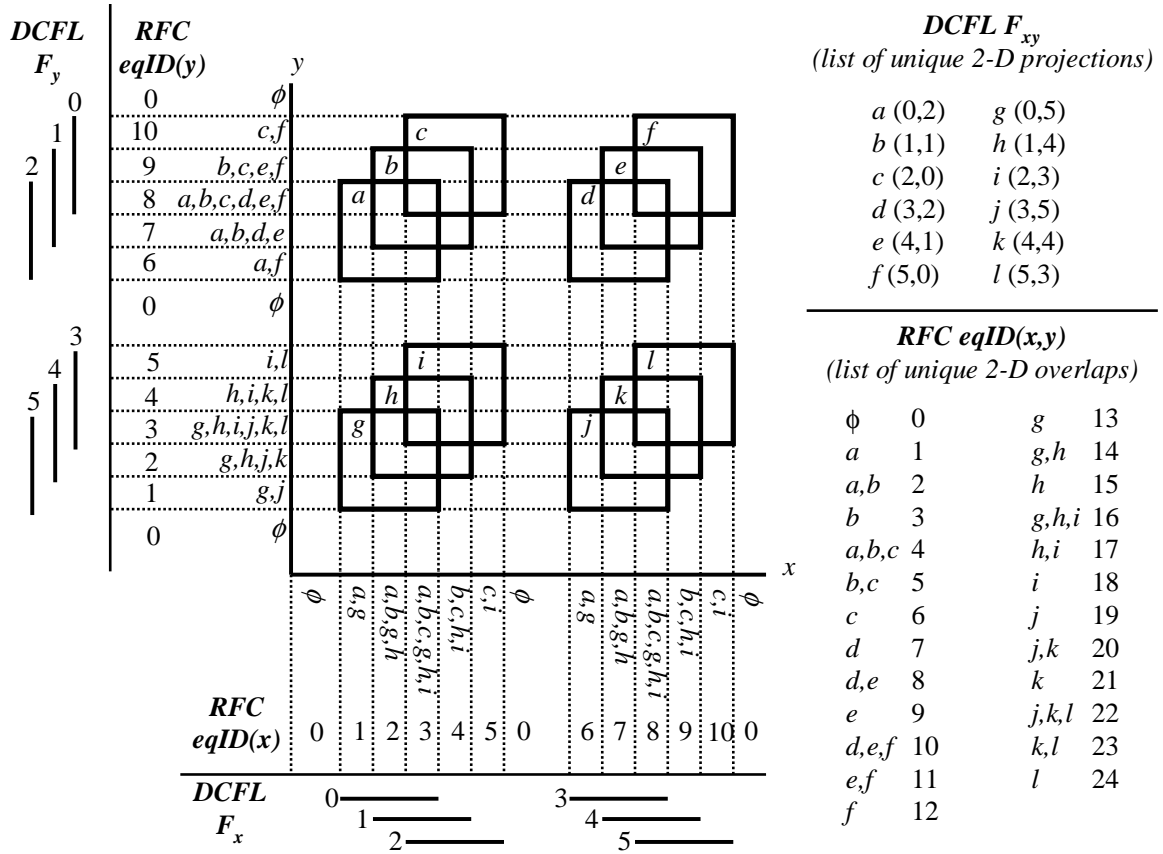 DCFL
F_y
RFC
eqID(y)
y
0 ϕ
0
10 c,f
1
9 b,c,e,f
2
8 a,b,c,d,e,f
7 a,b,d,e
6 a,f
0 ϕ
3
5 i,l
4
4 h,i,k,l
5
3 g,h,i,j,k,l
2 g,h,j,k
1 g,j
0 ϕ
c f
b e
a d
i l
h k
g j
x
ϕ a,g a,b,g,h a,b,c,g,h,i b,c,h,i c,i ϕ a,g a,b,g,h a,b,c,g,h,i b,c,h,i c,i ϕ
RFC
eqID(x) 0 1 2 3 4 5 0 6 7 8 9 10 0
DCFL
F_x
0 3
1 4
2 5
DCFL F_xy
(list of unique 2-D projections)
a (0,2) g (0,5)
b (1,1) h (1,4)
c (2,0) i (2,3)
d (3,2) j (3,5)
e (4,1) k (4,4)
f (5,0) l (5,3)
RFC eqID(x,y)
(list of unique 2-D overlaps)
ϕ 0 g 13
a 1 g,h 14
a,b 2 h 15
b 3 g,h,i 16
a,b,c 4 h,i 17
b,c 5 i 18
c 6 j 19
d 7 j,k 20
d,e 8 k 21
e 9 j,k,l 22
d,e,f 10 k,l 23
e,f 11 l 24
f 12